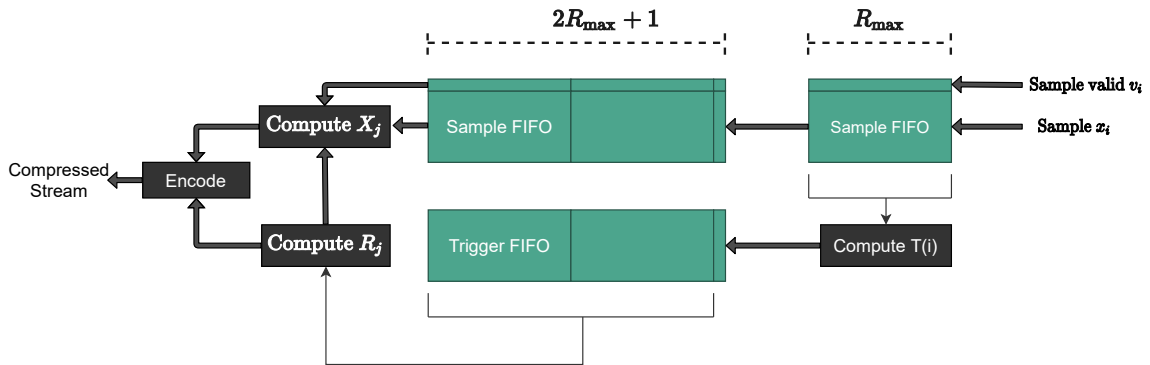 2R_max + 1
R_max
Sample valid v_i
Compute X_j
Sample FIFO
Sample FIFO
Sample x_i
Compressed
Stream
Encode
Compute R_j
Trigger FIFO
Compute T(i)